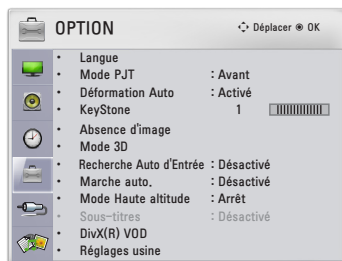 OPTION Déplacer OK
• Langue
• Mode PJT : Avant
• Déformation Auto : Activé
• KeyStone 1
• Absence d'image
• Mode 3D
• Recherche Auto d'Entrée : Désactivé
• Marche auto. : Désactivé
• Mode Haute altitude : Arrêt
• Sous-titres : Désactivé
• DivX(R) VOD
• Réglages usine